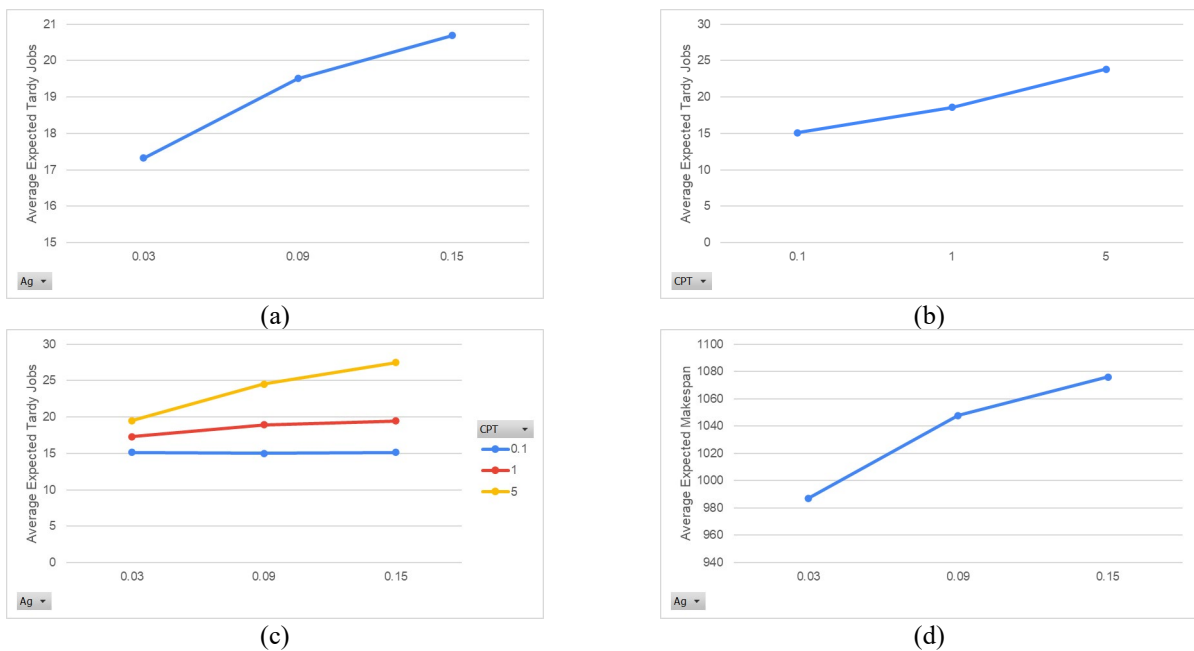 Average Expected Tardy Jobs
21
20
19
18
17
16
15
0.03 0.09 0.15
Ag
(a)
Average Expected Tardy Jobs
30
25
20
15
10
5
0
0.1 1 5
CPT
(b)
Average Expected Tardy Jobs
30
25
20
15
10
5
0
0.03 0.09 0.15
Ag
CPT
0.1
1
5
(c)
Average Expected Makespan
1100
1080
1060
1040
1020
1000
980
960
940
0.03 0.09 0.15
Ag
(d)